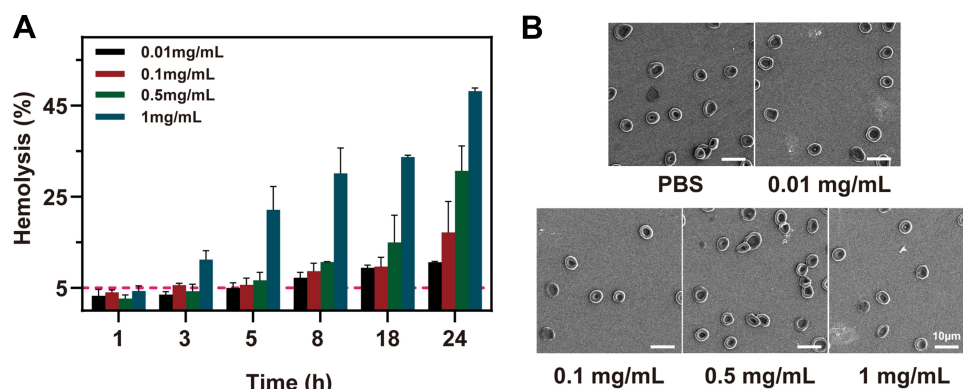 A
Hemolysis (%)
45
25
5
0.01mg/mL
0.1mg/mL
0.5mg/mL
1mg/mL
1 3 5 8 18 24
Time (h)
B
PBS 0.01 mg/mL
10μm
0.1 mg/mL 0.5 mg/mL 1 mg/mL